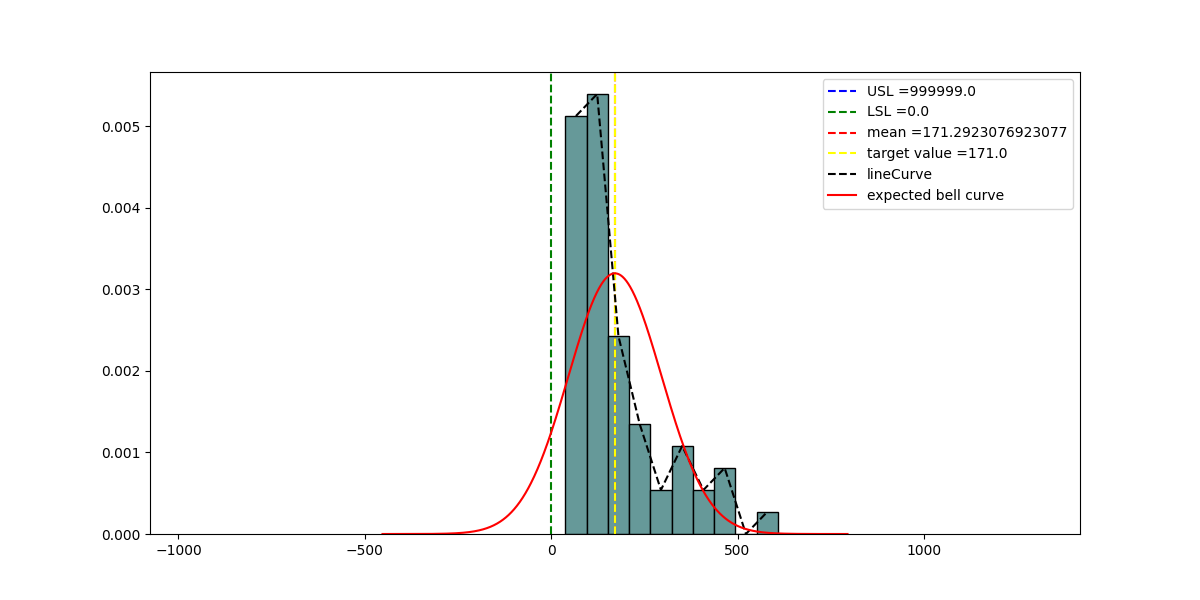 USL =999999.0
LSL =0.0
mean =171.2923076923077
target value =171.0
lineCurve
expected bell curve
0.005
0.004
0.003
0.002
0.001
0.000
−1000 −500 0 500 1000